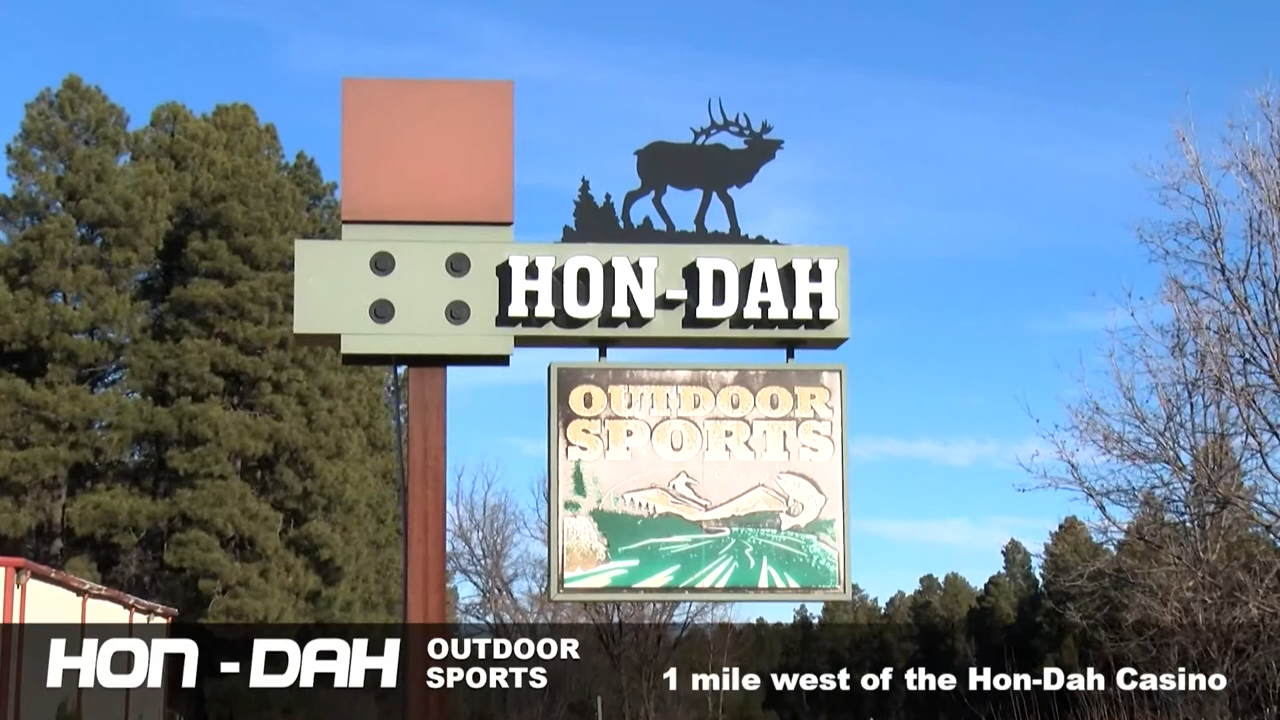 HON-DAH
OUTDOOR
SPORTS
HON-DAH
OUTDOOR
SPORTS
1 mile west of the Hon-Dah Casino